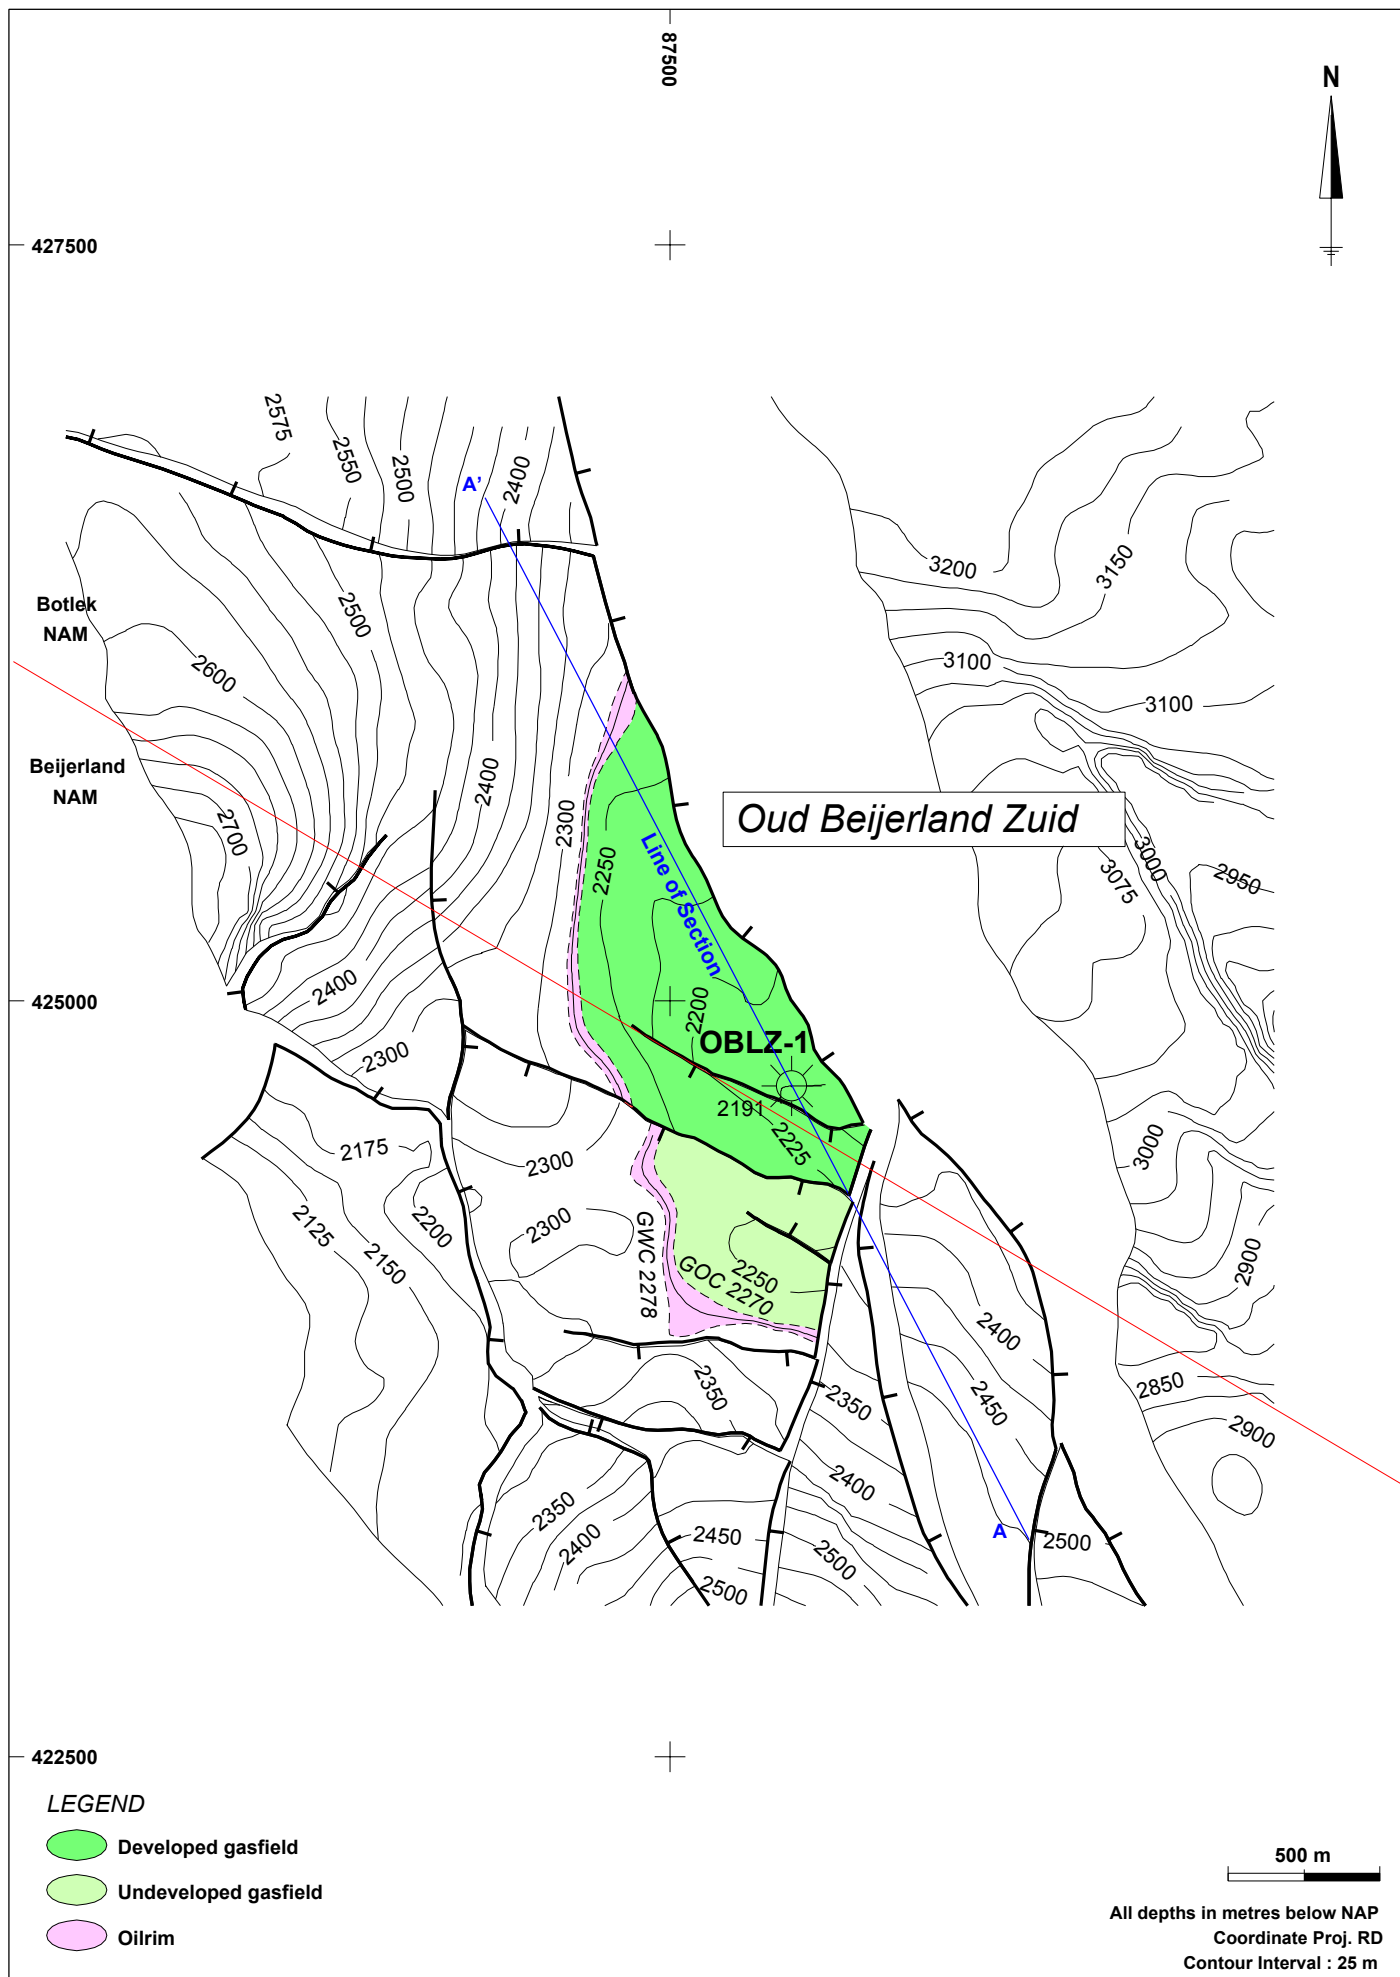 87500
N
427500
2575
2550
2500
2400
A'
3200
3150
Botlek
NAM
2500
2600
3100
3100
Beijerland
NAM
2400
2300
2700
2250
Oud Beijerland Zuid
Line of Section
3000
3075
2950
425000
2400
2200
OBLZ-1
2300
2191
2225
2175
2300
3000
2125
2200
2300
2150
GWC 2278
GOC 2270
2250
2900
2400
2350
2350
2450
2850
2900
2400
2350
2400
2450
2500
A
2500
2500
422500
LEGEND
Developed gasfield
Undeveloped gasfield
Oilrim
500 m
All depths in metres below NAP
Coordinate Proj. RD
Contour Interval : 25 m